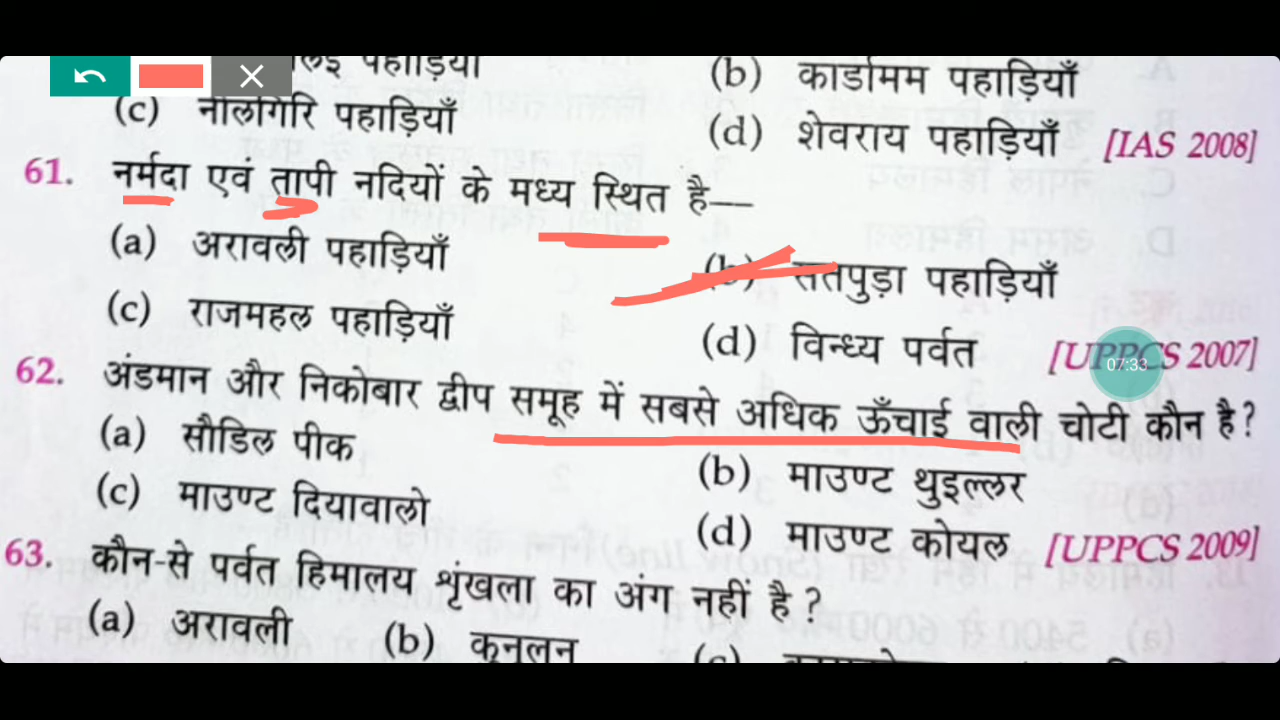 पहाड़ियाँ
(b) कार्डामम पहाड़ियाँ
(c) नीलगिरि पहाड़ियाँ
(d) शेवराय पहाड़ियाँ [IAS 2008]
61. नर्मदा एवं तापी नदियों के मध्य स्थित है—
(a) अरावली पहाड़ियाँ
(b) सतपुड़ा पहाड़ियाँ
(c) राजमहल पहाड़ियाँ
(d) विन्ध्य पर्वत [UPPCS 2007]
07:33
62. अंडमान और निकोबार द्वीप समूह में सबसे अधिक ऊँचाई वाली चोटी कौन है?
(a) सौडिल पीक
(b) माउण्ट थुइल्लर
(c) माउण्ट दियावालो
(d) माउण्ट कोयल [UPPCS 2009]
63. कौन-से पर्वत हिमालय शृंखला का अंग नहीं है ?
(a) अरावली (b) कुनलुन (c)